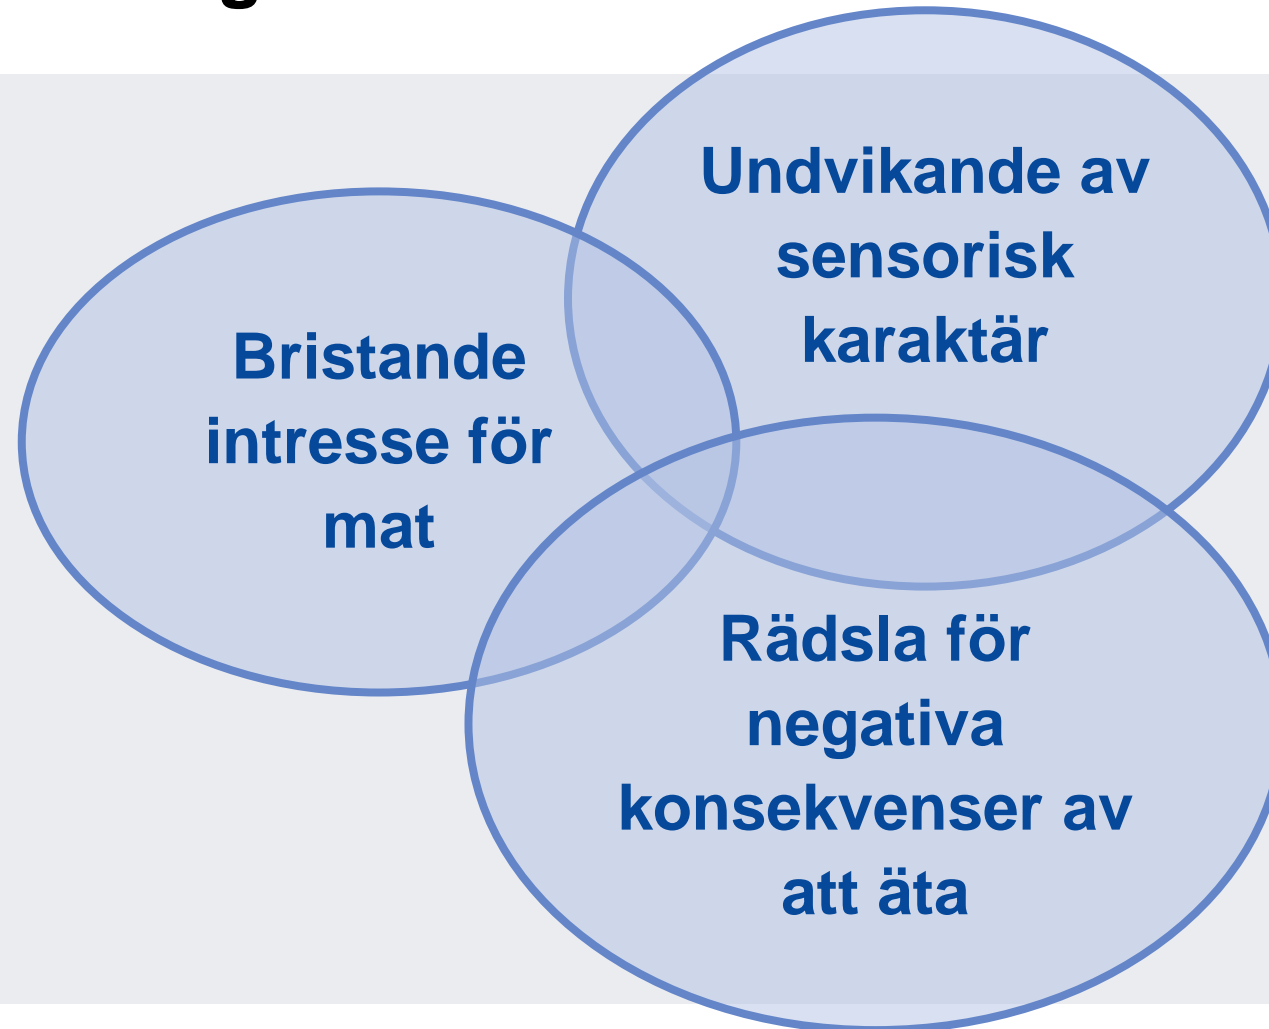 Undvikande av
sensorisk
karaktär
Bristande
intresse för
mat
Rädsla för
negativa
konsekvenser av
att äta